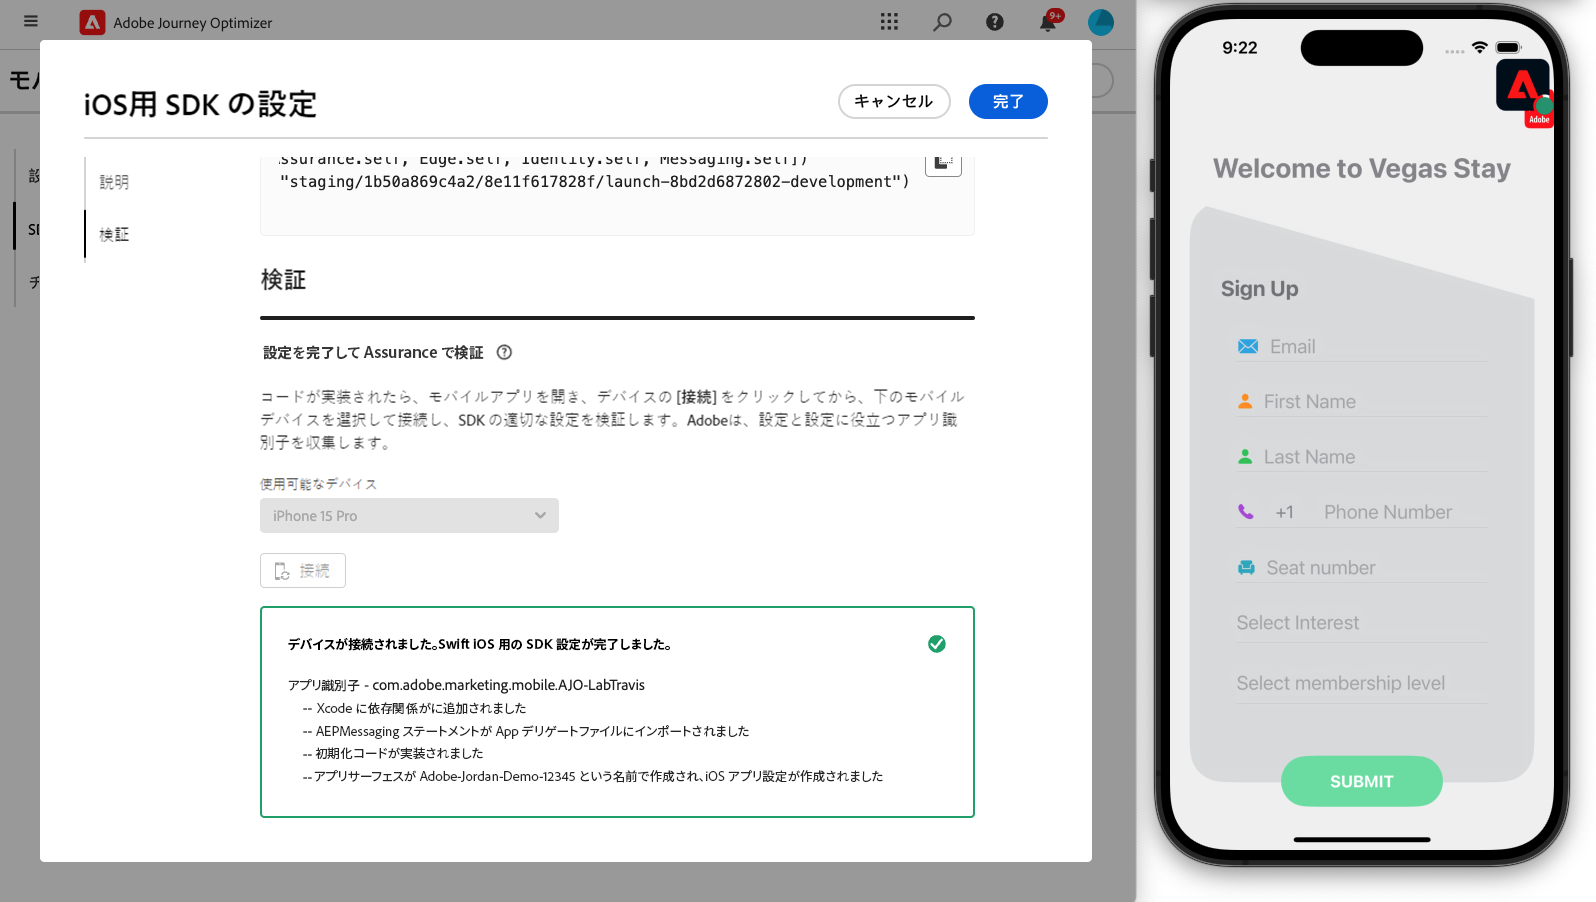 Adobe Journey Optimizer
9+
モバ
iOS用 SDK の設定
キャンセル
完了
設
SD
チ
説明
検証
Assurance.self, Edge.self, Identity.self, Messaging.self])
"staging/1b50a869c4a2/8e11f617828f/launch-8bd2d6872802-development")
検証
設定を完了して Assurance で検証
コードが実装されたら、モバイルアプリを開き、デバイスの [接続] をクリックしてから、下のモバイル
デバイスを選択して接続し、SDK の適切な設定を検証します。Adobeは、設定と設定に役立つアプリ識
別子を収集します。
使用可能なデバイス
iPhone 15 Pro
接続
デバイスが接続されました。Swift iOS 用の SDK 設定が完了しました。
アプリ識別子 - com.adobe.marketing.mobile.AJO-LabTravis
-- Xcode に依存関係がに追加されました
-- AEPMessaging ステートメントが App デリゲートファイルにインポートされました
-- 初期化コードが実装されました
-- アプリサーフェスが Adobe-Jordan-Demo-12345 という名前で作成され、iOS アプリ設定が作成されました
9:22
Adobe
Welcome to Vegas Stay
Sign Up
Email
First Name
Last Name
+1 Phone Number
Seat number
Select Interest
Select membership level
SUBMIT